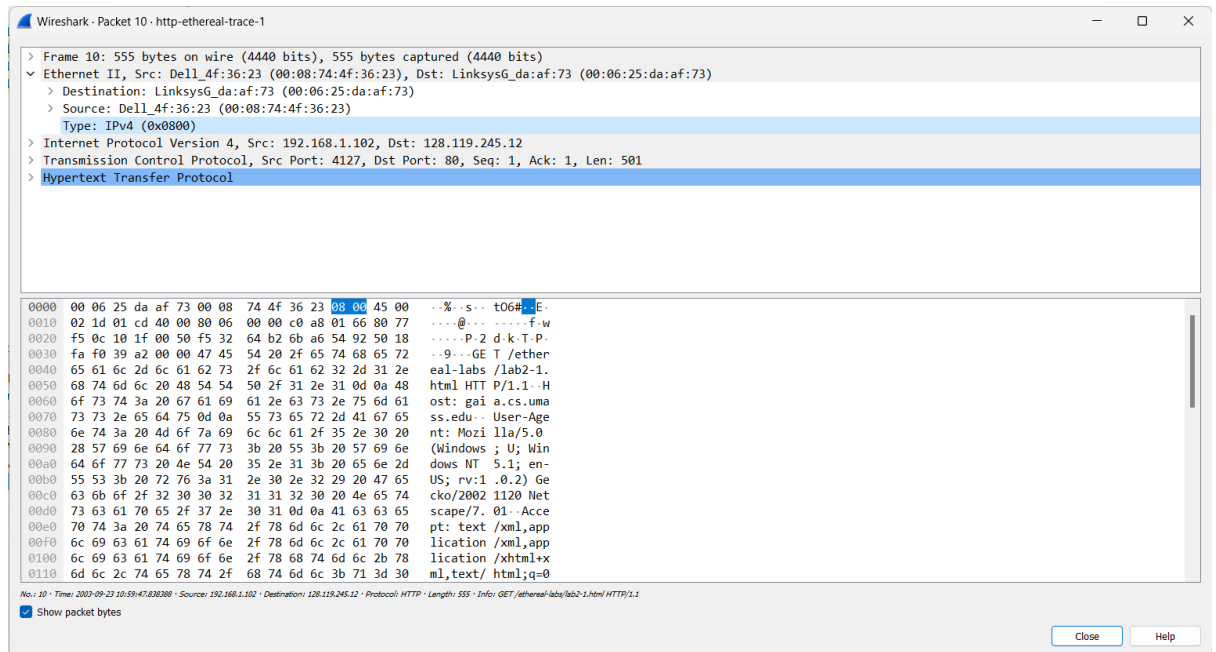 Wireshark · Packet 10 · http-ethereal-trace-1
Frame 10: 555 bytes on wire (4440 bits), 555 bytes captured (4440 bits)
Ethernet II, Src: Dell_4f:36:23 (00:08:74:4f:36:23), Dst: LinksysG_da:af:73 (00:06:25:da:af:73)
Destination: LinksysG_da:af:73 (00:06:25:da:af:73)
Source: Dell_4f:36:23 (00:08:74:4f:36:23)
Type: IPv4 (0x0800)
Internet Protocol Version 4, Src: 192.168.1.102, Dst: 128.119.245.12
Transmission Control Protocol, Src Port: 4127, Dst Port: 80, Seq: 1, Ack: 1, Len: 501
Hypertext Transfer Protocol
0000 00 06 25 da af 73 00 08 74 4f 36 23 08 00 45 00 ··%··s·· tO6#··E·
0010 02 1d 01 cd 40 00 80 06 00 00 c0 a8 01 66 80 77 ····@··· ·····f·w
0020 f5 0c 10 1f 00 50 f5 32 64 b2 6b a6 54 92 50 18 ·····P·2 d·k·T·P·
0030 fa f0 39 a2 00 00 47 45 54 20 2f 65 74 68 65 72 ··9···GE T /ether
0040 65 61 6c 2d 6c 61 62 73 2f 6c 61 62 32 2d 31 2e eal-labs /lab2-1.
0050 68 74 6d 6c 20 48 54 54 50 2f 31 2e 31 0d 0a 48 html HTT P/1.1··H
0060 6f 73 74 3a 20 67 61 69 61 2e 63 73 2e 75 6d 61 ost: gai a.cs.uma
0070 73 73 2e 65 64 75 0d 0a 55 73 65 72 2d 41 67 65 ss.edu·· User-Age
0080 6e 74 3a 20 4d 6f 7a 69 6c 6c 61 2f 35 2e 30 20 nt: Mozi lla/5.0
0090 28 57 69 6e 64 6f 77 73 3b 20 55 3b 20 57 69 6e (Windows ; U; Win
00a0 64 6f 77 73 20 4e 54 20 35 2e 31 3b 20 65 6e 2d dows NT 5.1; en-
00b0 55 53 3b 20 72 76 3a 31 2e 30 2e 32 29 20 47 65 US; rv:1 .0.2) Ge
00c0 63 6b 6f 2f 32 30 30 32 31 31 32 30 20 4e 65 74 cko/2002 1120 Net
00d0 73 63 61 70 65 2f 37 2e 30 31 0d 0a 41 63 63 65 scape/7. 01··Acce
00e0 70 74 3a 20 74 65 78 74 2f 78 6d 6c 2c 61 70 70 pt: text /xml,app
00f0 6c 69 63 61 74 69 6f 6e 2f 78 6d 6c 2c 61 70 70 lication /xml,app
0100 6c 69 63 61 74 69 6f 6e 2f 78 68 74 6d 6c 2b 78 lication /xhtml+x
0110 6d 6c 2c 74 65 78 74 2f 68 74 6d 6c 3b 71 3d 30 ml,text/ html;q=0
No.: 10 · Time: 2003-09-23 10:59:47.838388 · Source: 192.168.1.102 · Destination: 128.119.245.12 · Protocol: HTTP · Length: 555 · Info: GET /ethereal-labs/lab2-1.html HTTP/1.1
Show packet bytes
Close Help